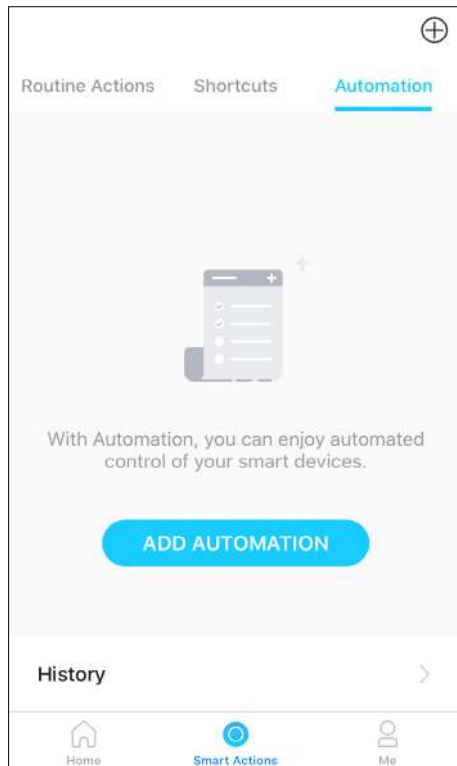 Routine Actions Shortcuts Automation
With Automation, you can enjoy automated
control of your smart devices.
ADD AUTOMATION
History
Home Smart Actions Me